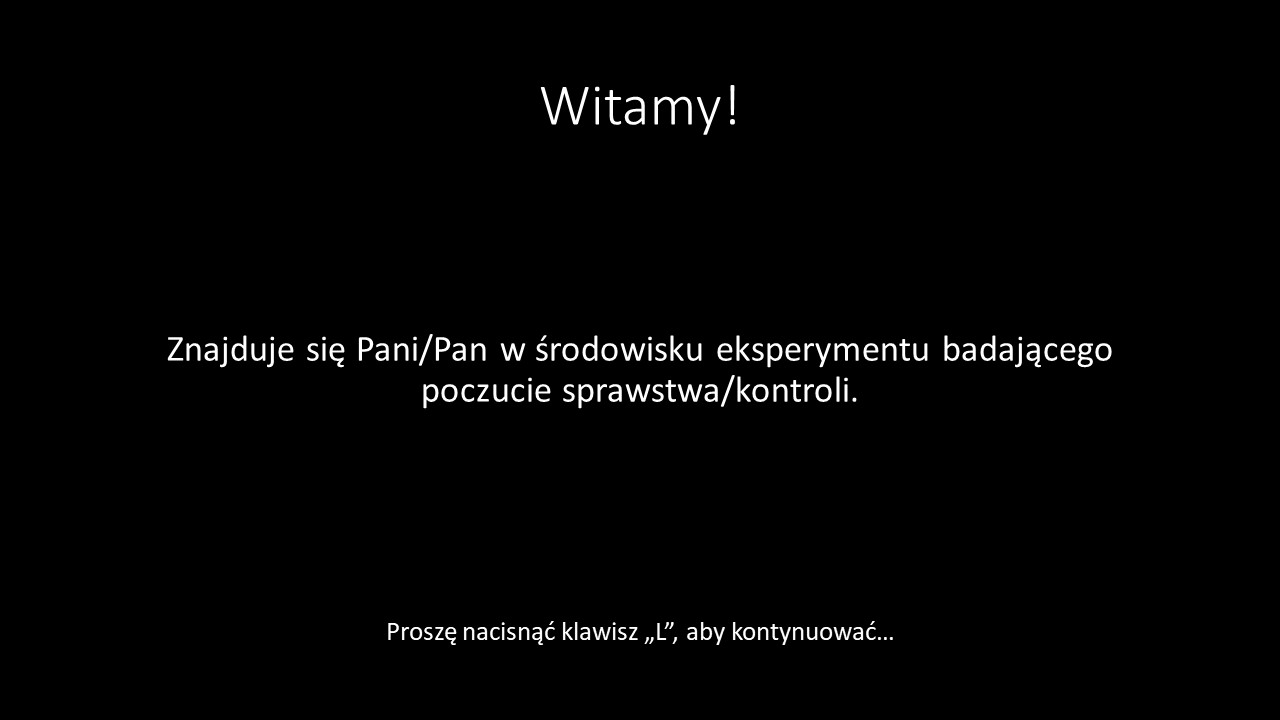 Witamy!
Znajduje się Pani/Pan w środowisku eksperymentu badającego
poczucie sprawstwa/kontroli.
Proszę nacisnąć klawisz „L”, aby kontynuować…